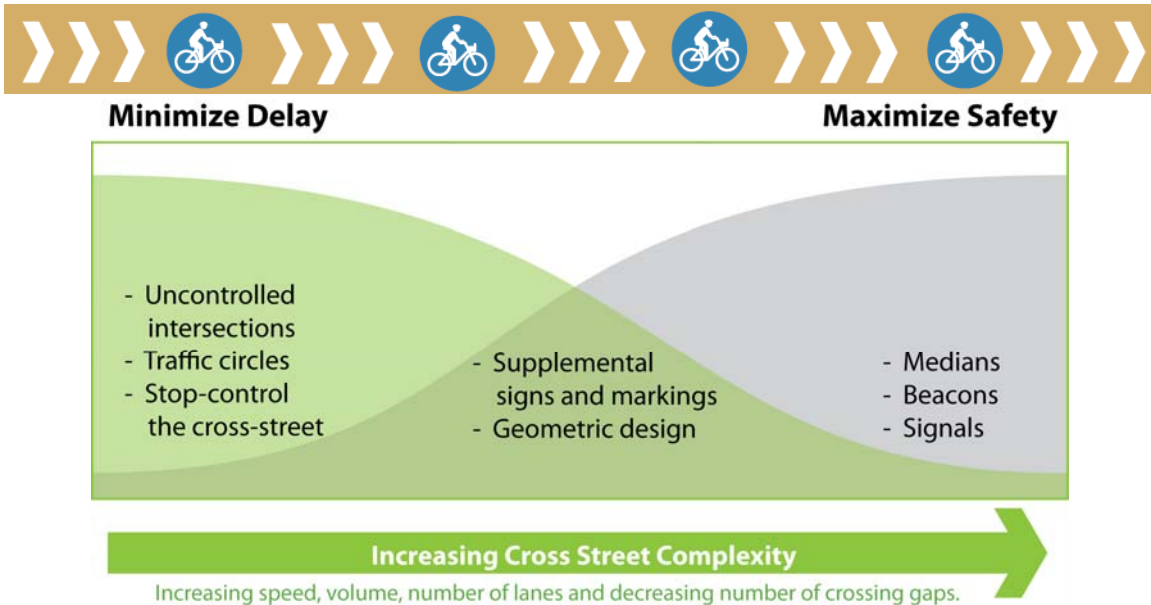 Minimize Delay
Maximize Safety
- Uncontrolled
intersections
- Traffic circles
- Stop-control
the cross-street
- Supplemental
signs and markings
- Geometric design
- Medians
- Beacons
- Signals
Increasing Cross Street Complexity
Increasing speed, volume, number of lanes and decreasing number of crossing gaps.